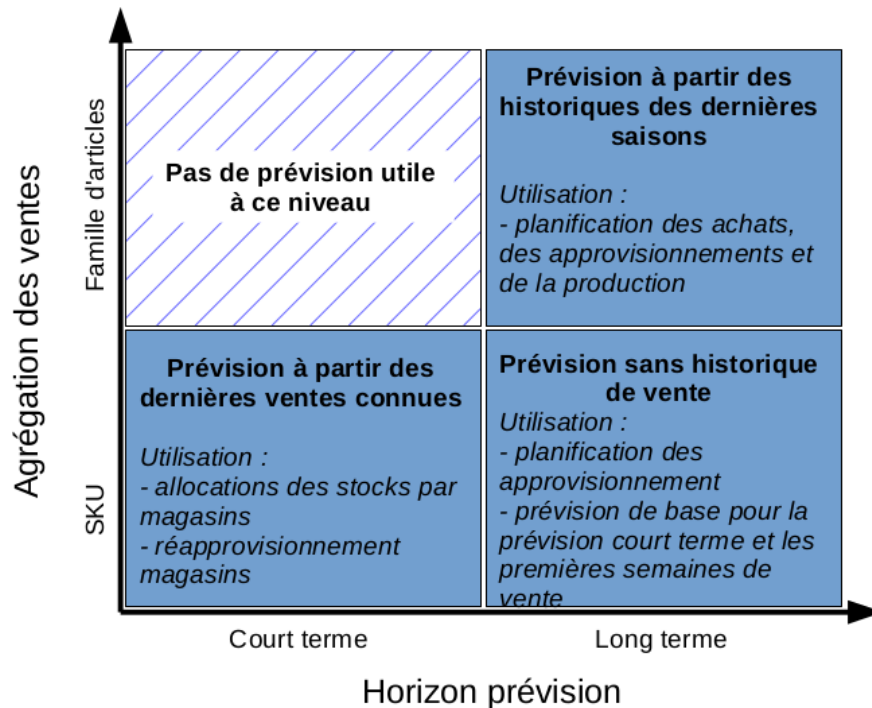 Agrégation des ventes
Famille d'articles
SKU
Pas de prévision utile
à ce niveau
Prévision à partir des
historiques des dernières
saisons
Utilisation :
- planification des achats,
des approvisionnements et
de la production
Prévision à partir des
dernières ventes connues
Utilisation :
- allocations des stocks par
magasins
- réapprovisionnement
magasins
Prévision sans historique
de vente
Utilisation :
- planification des
approvisionnement
- prévision de base pour la
prévision court terme et les
premières semaines de
vente
Court terme
Long terme
Horizon prévision